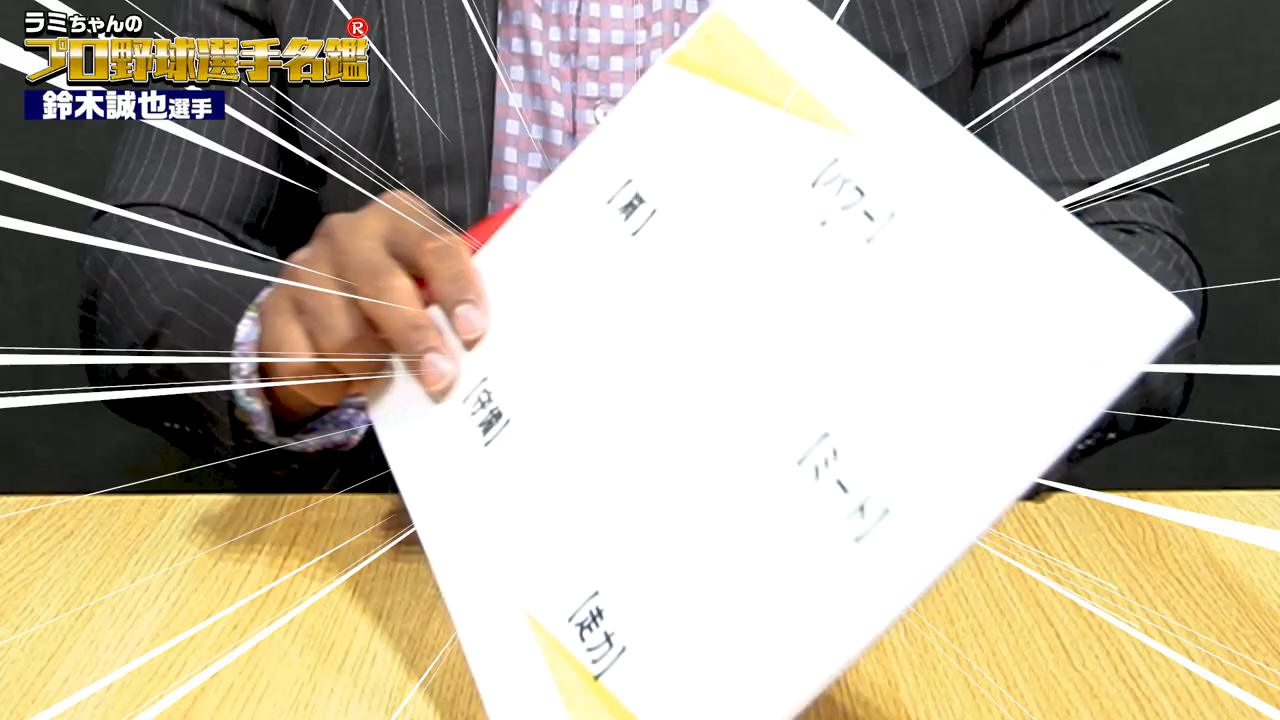 ラミちゃんの
プロ野球選手名鑑®
鈴木誠也選手
【パワー】
【肩】
【守備】
【ミート】
【走力】